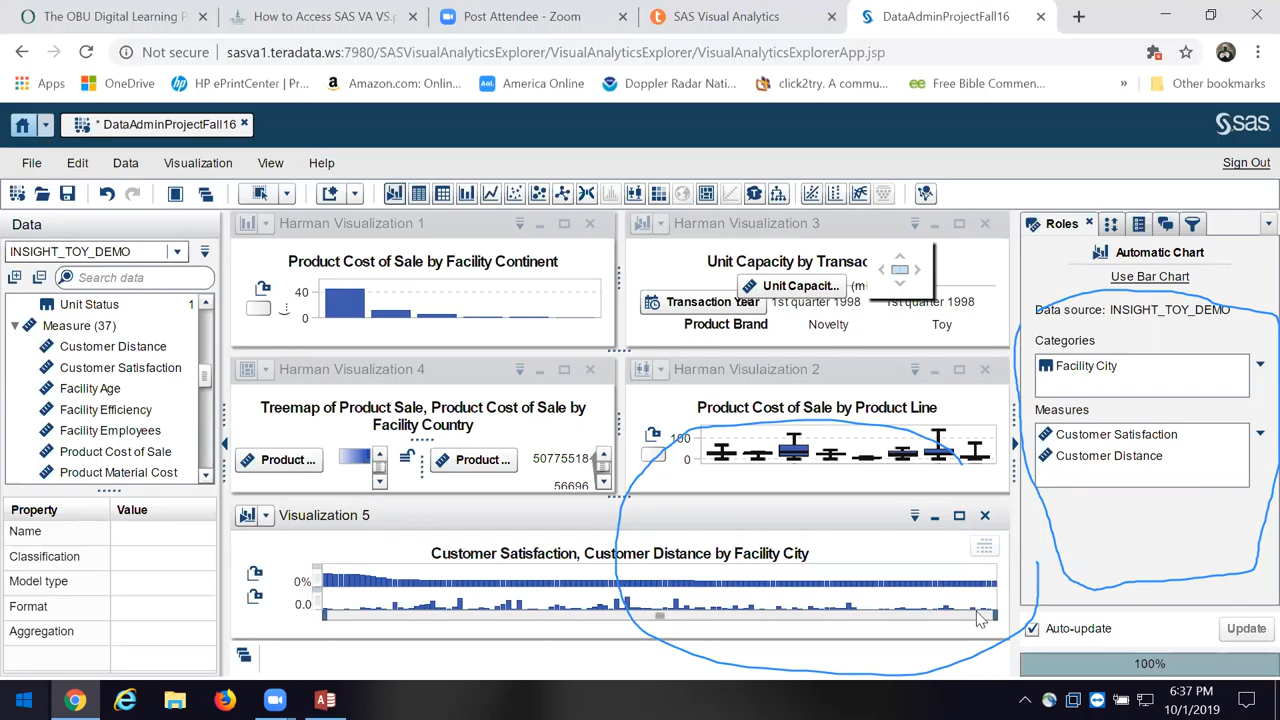 The OBU Digital Learning P
How to Access SAS VA VS.p
Post Attendee - Zoom
SAS Visual Analytics
DataAdminProjectFall16
Not secure
sasva1.teradata.ws:7980/SASVisualAnalyticsExplorer/VisualAnalyticsExplorer/VisualAnalyticsExplorerApp.jsp
Apps
OneDrive
HP ePrintCenter | Pr...
Amazon.com: Onlin...
America Online
Doppler Radar Nati...
click2try. A commu...
Free Bible Commen...
Other bookmarks
* DataAdminProjectFall16
sas
File
Edit
Data
Visualization
View
Help
Sign Out
Data
INSIGHT_TOY_DEMO
Search data
Unit Status 1
Measure (37)
Customer Distance
Customer Satisfaction
Facility Age
Facility Efficiency
Facility Employees
Product Cost of Sale
Product Material Cost
Property Value
Name
Classification
Model type
Format
Aggregation
Harman Visualization 1
Product Cost of Sale by Facility Continent
40
0
Harman Visualization 3
Unit Capacity by Transac
Unit Capacit...
Transaction Year
1st quarter 1998
1st quarter 1998
Product Brand
Novelty
Toy
Harman Visualization 4
Treemap of Product Sale, Product Cost of Sale by
Facility Country
Product ...
Product ...
50775518
56696
Harman Visulaization 2
Product Cost of Sale by Product Line
100
0
Visualization 5
Customer Satisfaction, Customer Distance by Facility City
0%
0.0
Roles
Automatic Chart
Use Bar Chart
Data source: INSIGHT_TOY_DEMO
Categories
Facility City
Measures
Customer Satisfaction
Customer Distance
Auto-update
Update
100%
6:37 PM
10/1/2019